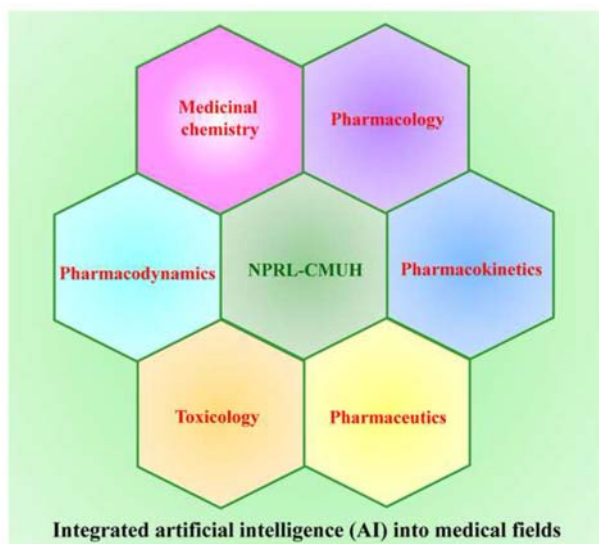 Medicinal
chemistry
Pharmacology
Pharmacodynamics
NPRL-CMUH
Pharmacokinetics
Toxicology
Pharmaceutics
Integrated artificial intelligence (AI) into medical fields